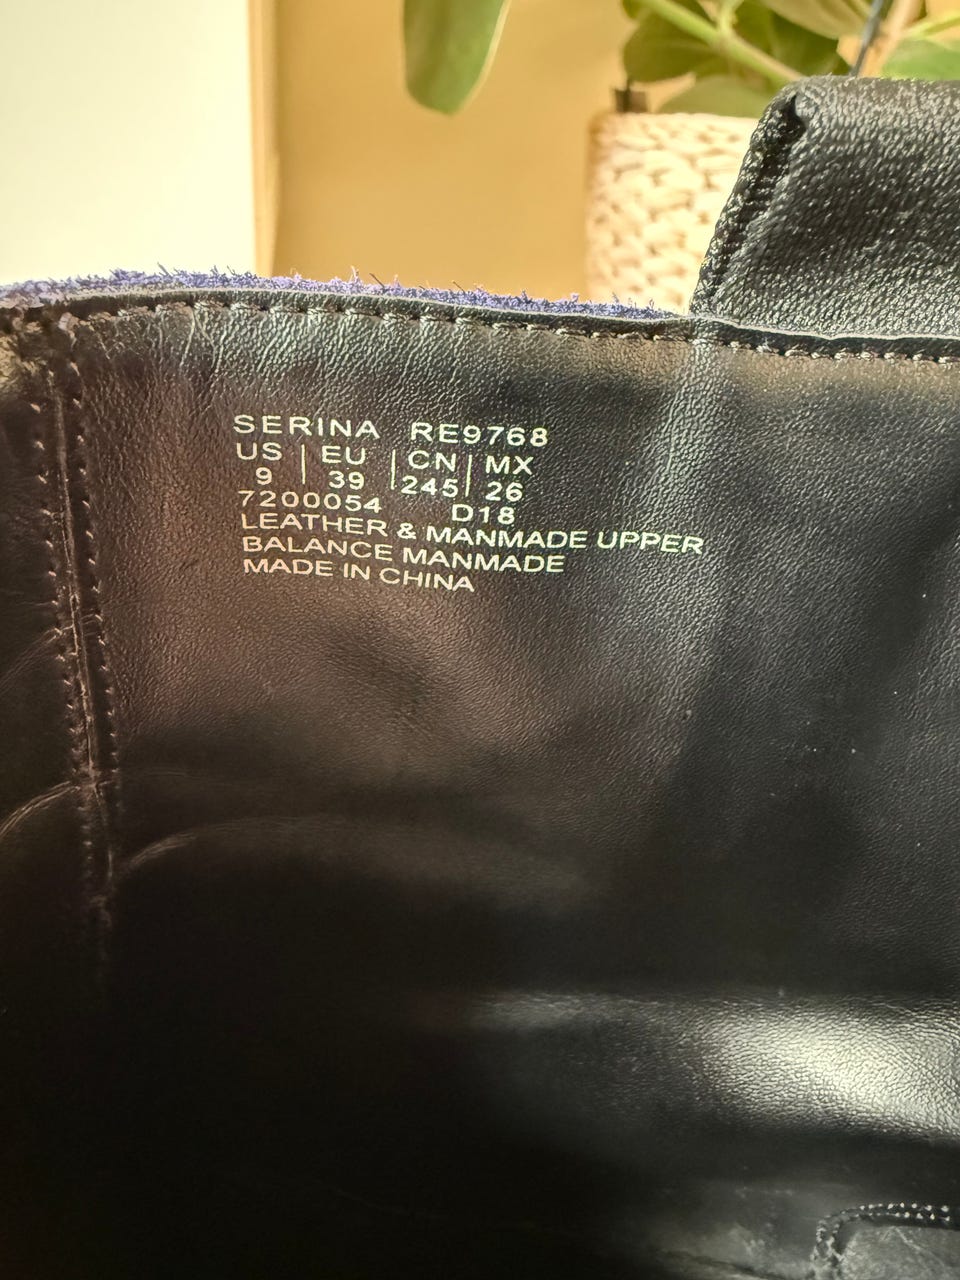 SERINA RE9768
US | EU | CN | MX
9 | 39 | 245 | 26
7200054 D18
LEATHER & MANMADE UPPER
BALANCE MANMADE
MADE IN CHINA